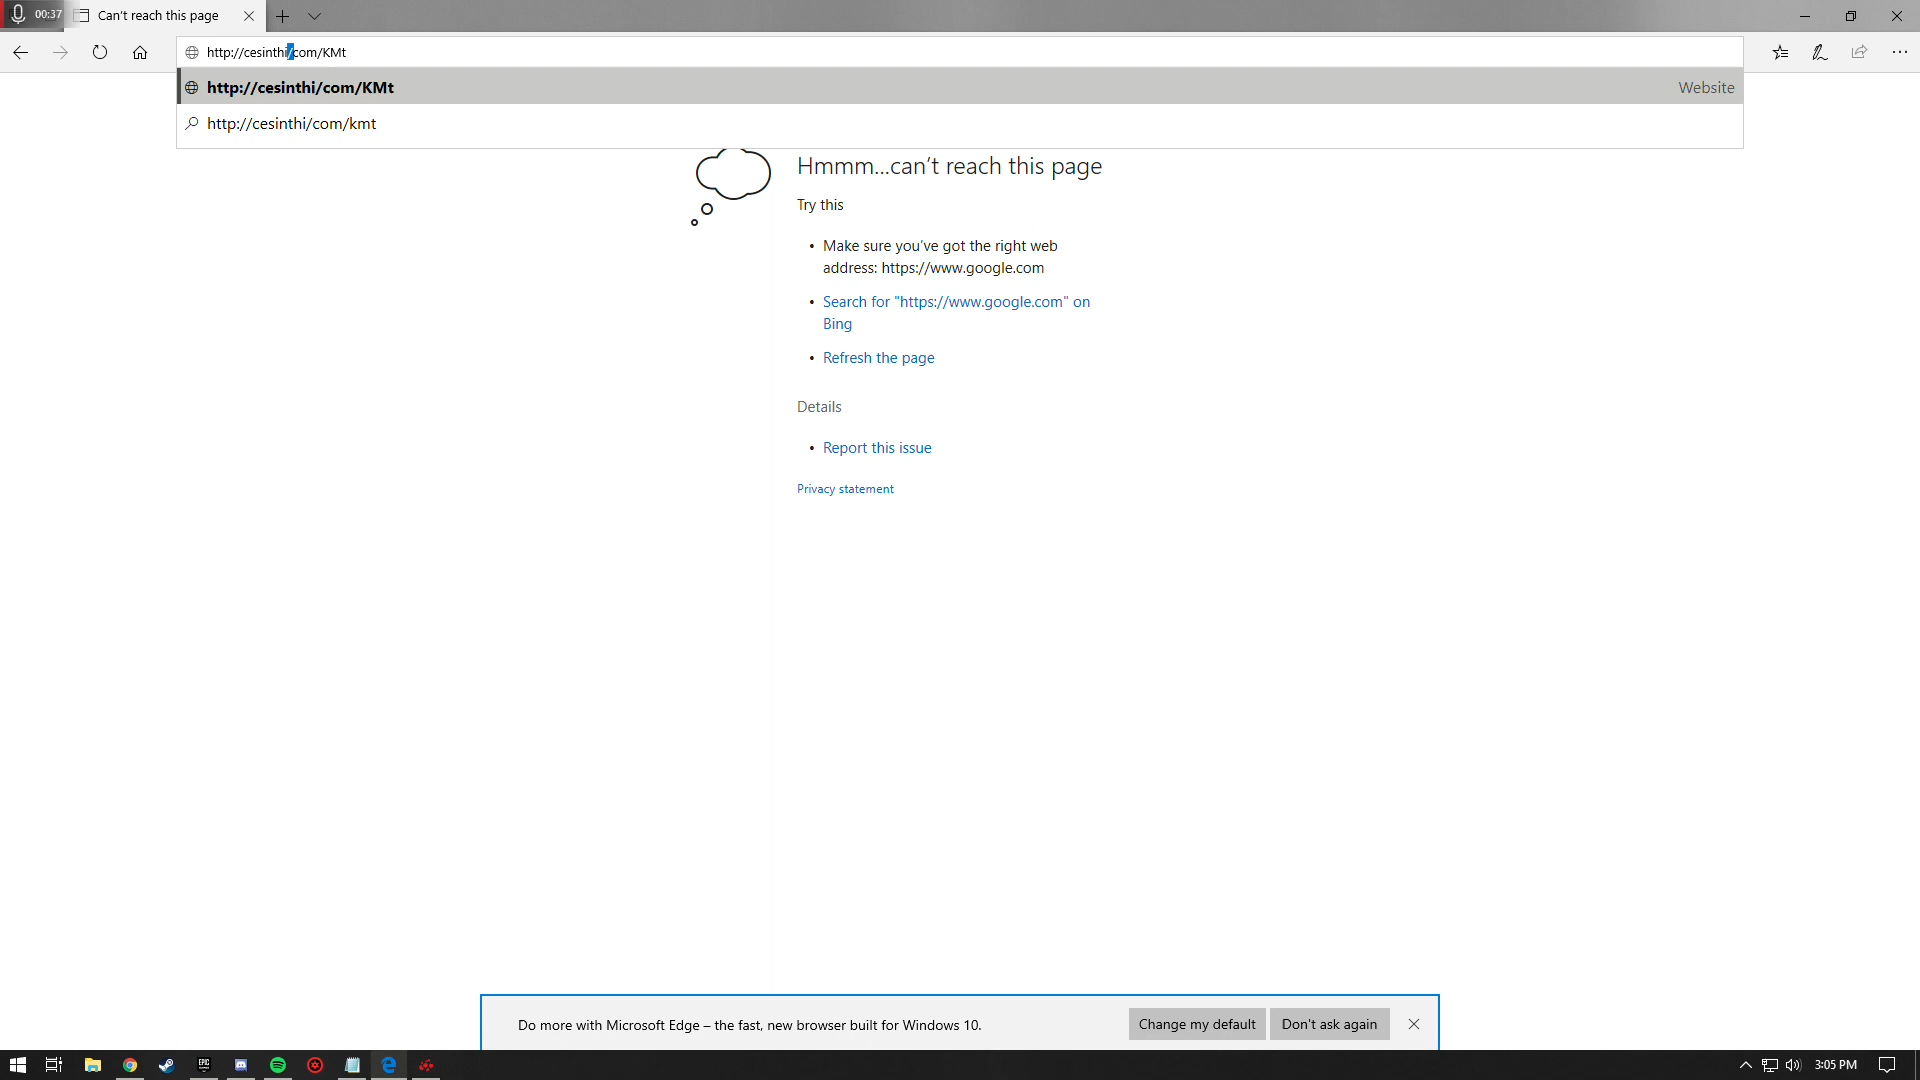 00:37
Can't reach this page
http://cesinthi/com/KMt
http://cesinthi/com/KMt Website
http://cesinthi/com/kmt
Hmmm...can't reach this page
Try this
• Make sure you've got the right web
address: https://www.google.com
• Search for "https://www.google.com" on
Bing
• Refresh the page
Details
• Report this issue
Privacy statement
Do more with Microsoft Edge – the fast, new browser built for Windows 10. Change my default Don't ask again
EPIC
3:05 PM